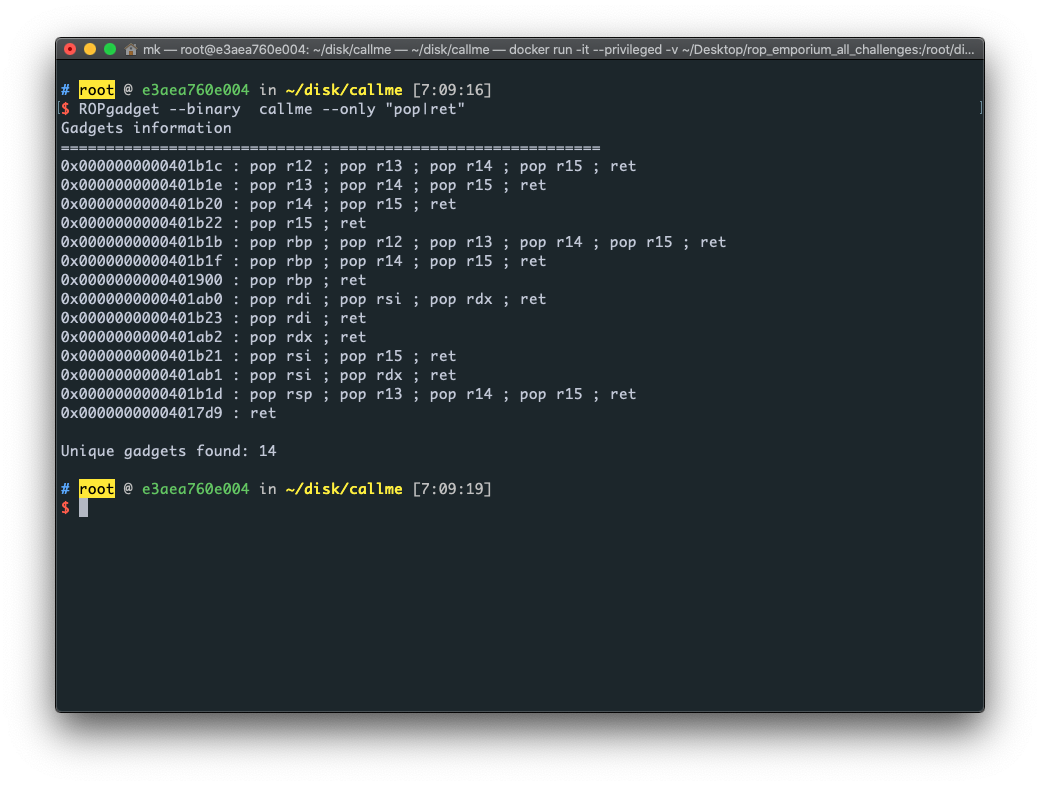 mk — root@e3aea760e004: ~/disk/callme — ~/disk/callme — docker run -it --privileged -v ~/Desktop/rop_emporium_all_challenges:/root/di...
# root @ e3aea760e004 in ~/disk/callme [7:09:16]
[$ ROPgadget --binary  callme --only "pop|ret" ]
Gadgets information
============================================================
0x0000000000401b1c : pop r12 ; pop r13 ; pop r14 ; pop r15 ; ret
0x0000000000401b1e : pop r13 ; pop r14 ; pop r15 ; ret
0x0000000000401b20 : pop r14 ; pop r15 ; ret
0x0000000000401b22 : pop r15 ; ret
0x0000000000401b1b : pop rbp ; pop r12 ; pop r13 ; pop r14 ; pop r15 ; ret
0x0000000000401b1f : pop rbp ; pop r14 ; pop r15 ; ret
0x0000000000401900 : pop rbp ; ret
0x0000000000401ab0 : pop rdi ; pop rsi ; pop rdx ; ret
0x0000000000401b23 : pop rdi ; ret
0x0000000000401ab2 : pop rdx ; ret
0x0000000000401b21 : pop rsi ; pop r15 ; ret
0x0000000000401ab1 : pop rsi ; pop rdx ; ret
0x0000000000401b1d : pop rsp ; pop r13 ; pop r14 ; pop r15 ; ret
0x00000000004017d9 : ret
Unique gadgets found: 14
# root @ e3aea760e004 in ~/disk/callme [7:09:19]
$